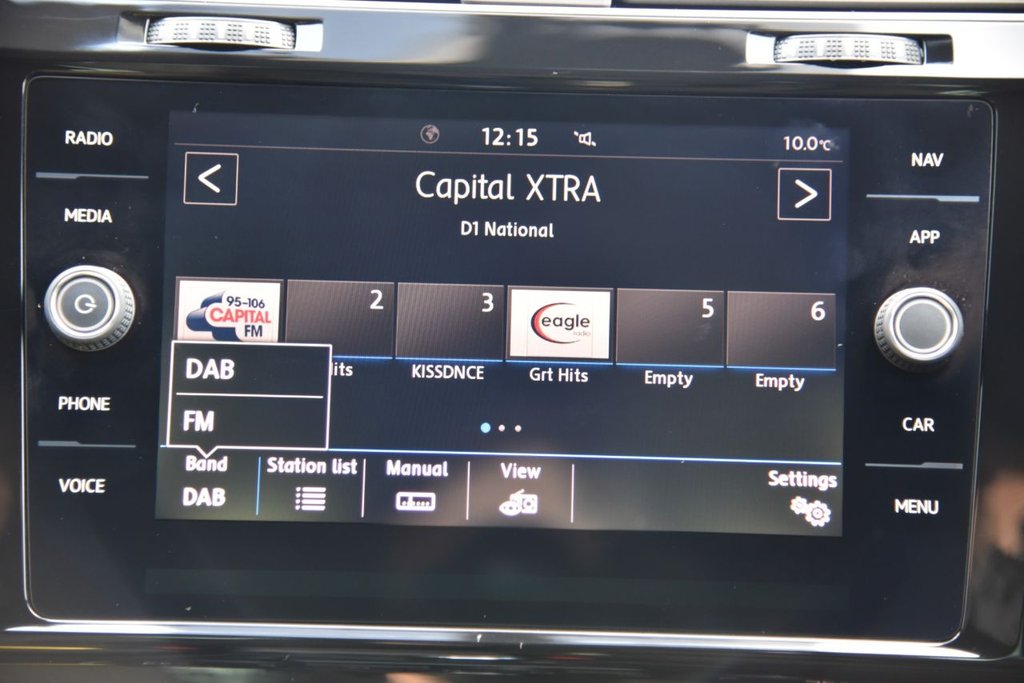 RADIO
MEDIA
PHONE
VOICE
12:15
10.0°C
<
Capital XTRA
>
D1 National
95-106
CAPITAL
FM
2
3
eagle
radio
5
6
its
KISSDNCE
Grt Hits
Empty
Empty
DAB
FM
Band
DAB
Station list
Manual
View
Settings
NAV
APP
CAR
MENU